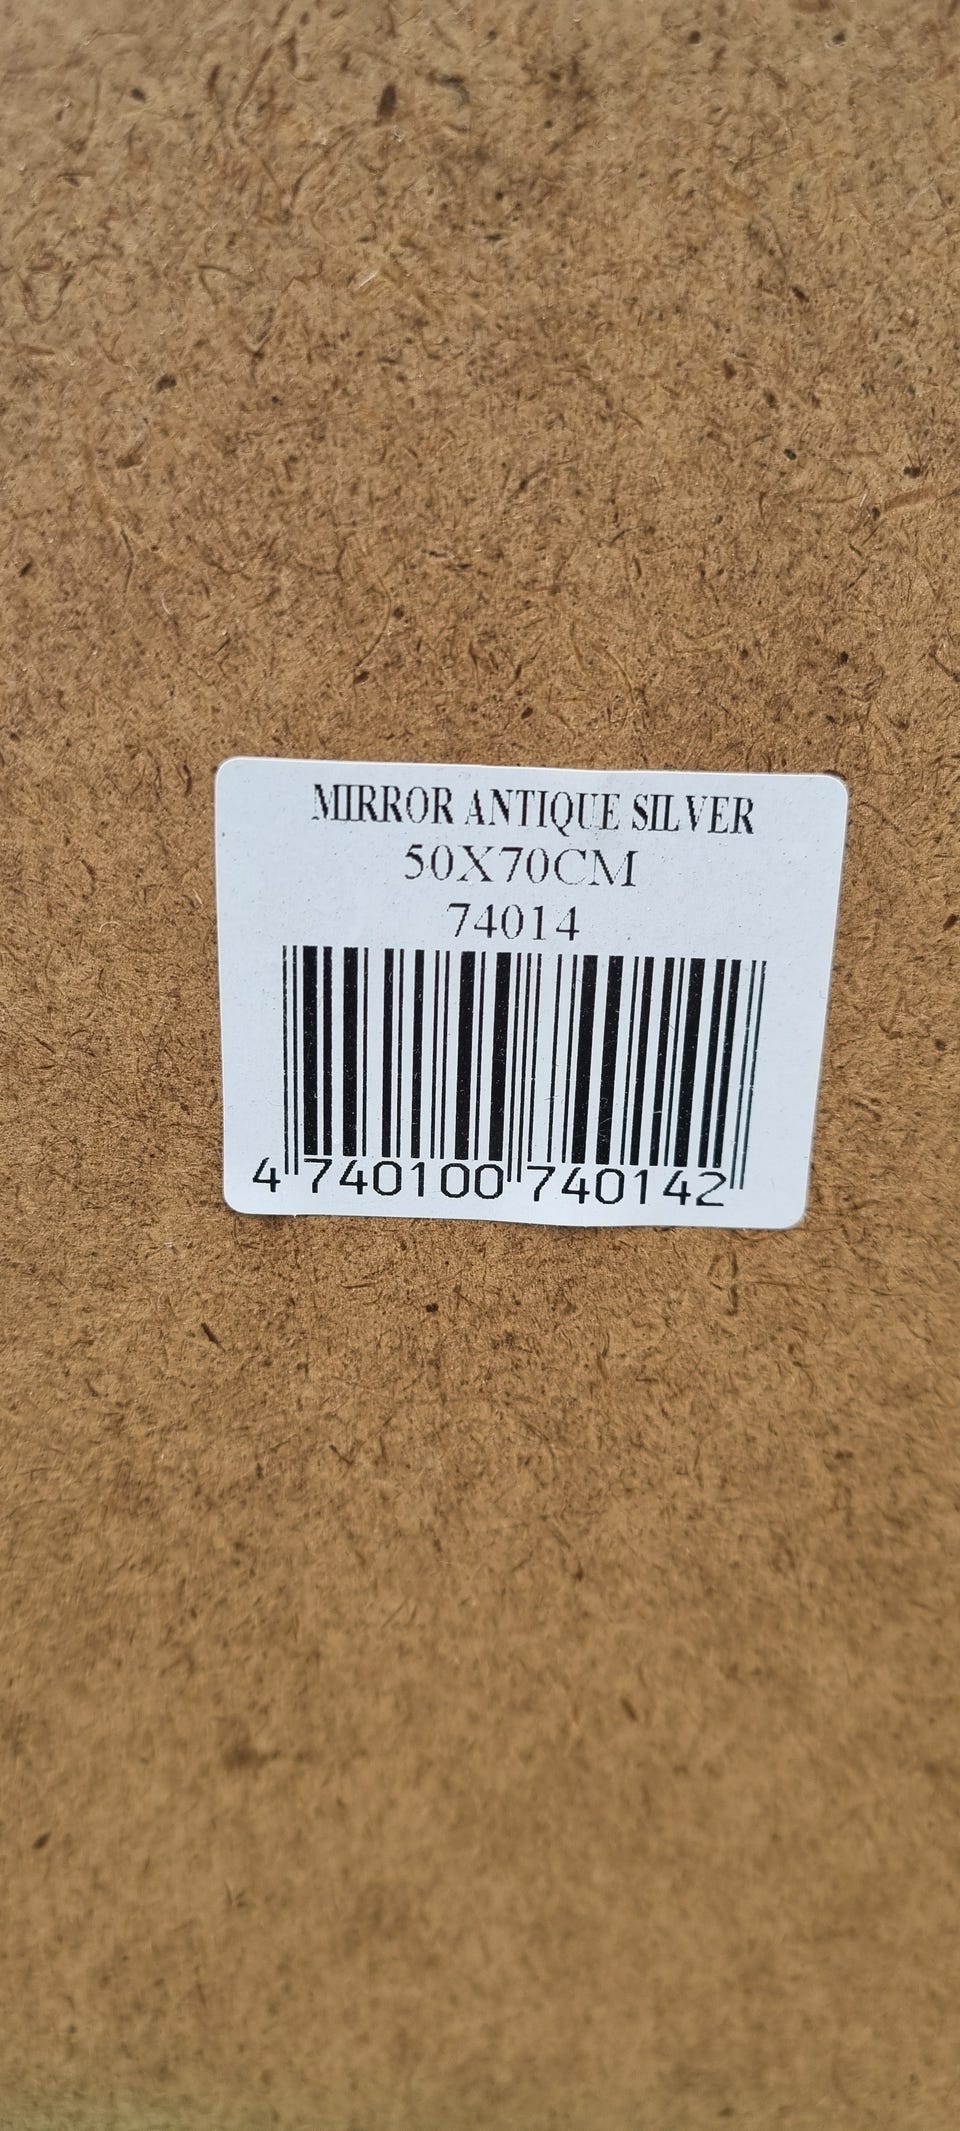 MIRROR ANTIQUE SILVER
50X70CM
74014
4 740100 740142